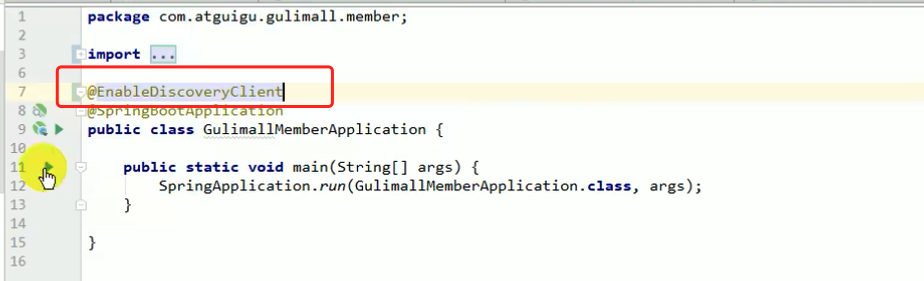 1 package com.atguigu.gulimall.member;
2
3 import ...
6
7 @EnableDiscoveryClient
8 @SpringBootApplication
9 public class GulimallMemberApplication {
10
11 public static void main(String[] args) {
12 SpringApplication.run(GulimallMemberApplication.class, args);
13 }
14
15 }
16